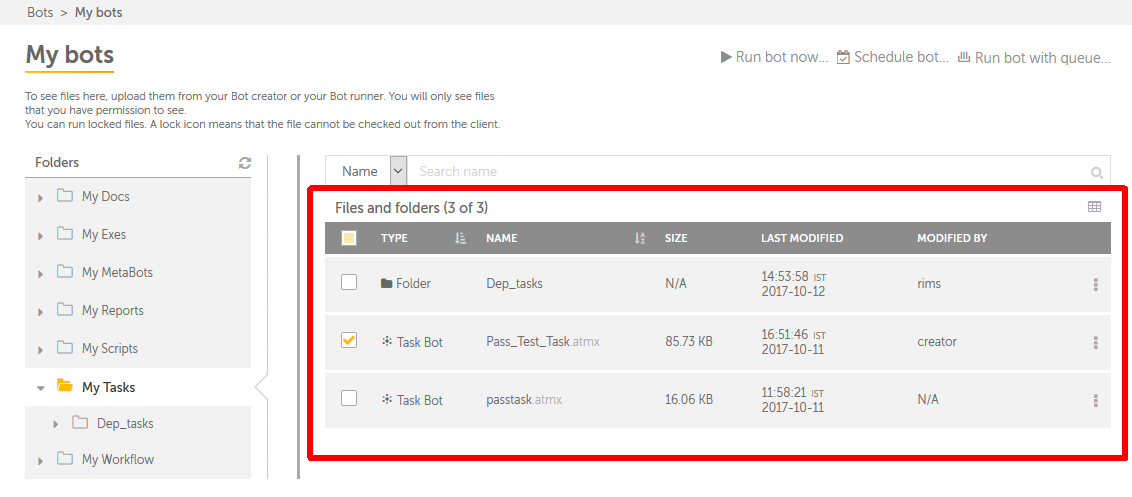 Bots > My bots
My bots
Run bot now... Schedule bot... Run bot with queue...
To see files here, upload them from your Bot creator or your Bot runner. You will only see files
that you have permission to see.
You can run locked files. A lock icon means that the file cannot be checked out from the client.
Folders
My Docs
My Exes
My MetaBots
My Reports
My Scripts
My Tasks
Dep_tasks
My Workflow
Name Search name
Files and folders (3 of 3)
TYPE NAME SIZE LAST MODIFIED MODIFIED BY
Folder Dep_tasks N/A 14:53:58 IST rims
2017-10-12
Task Bot Pass_Test_Task.atmx 85.73 KB 16:51:46 IST creator
2017-10-11
Task Bot passtask.atmx 16.06 KB 11:58:21 IST N/A
2017-10-11